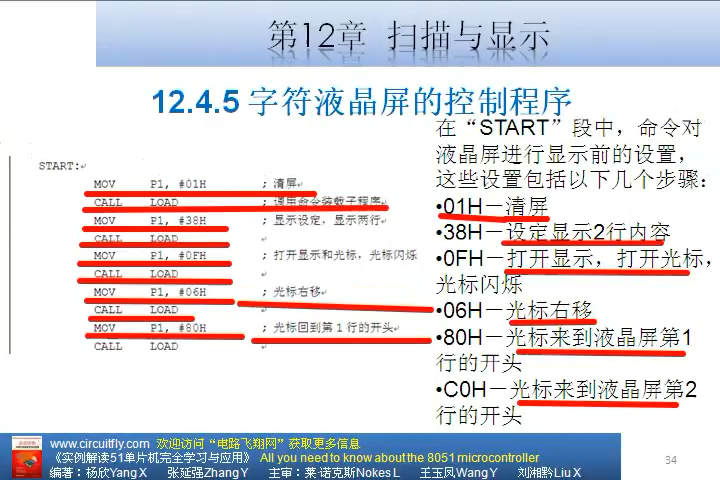 第12章 扫描与显示
12.4.5 字符液晶屏的控制程序
START:
MOV P1, #01H ; 清屏
CALL LOAD ; 调用命令装载子程序
MOV P1, #38H ; 显示设定，显示两行
CALL LOAD ;
MOV P1, #0FH ; 打开显示和光标，光标闪烁
CALL LOAD ;
MOV P1, #06H ; 光标右移
CALL LOAD ;
MOV P1, #80H ; 光标回到第1行的开头
CALL LOAD ;
在“START”段中，命令对
液晶屏进行显示前的设置，
这些设置包括以下几个步骤：
•01H－清屏
•38H－设定显示2行内容
•0FH－打开显示，打开光标，
光标闪烁
•06H－光标右移
•80H－光标来到液晶屏第1
行的开头
•C0H－光标来到液晶屏第2
行的开头
www.circuitfly.com 欢迎访问“电路飞翔网”获取更多信息
《实例解读51单片机完全学习与应用》 All you need to know about the 8051 microcontroller
编著：杨欣Yang X 张延强Zhang Y 主审：莱·诺克斯Nokes L 王玉凤Wang Y 刘湘黔Liu X
34